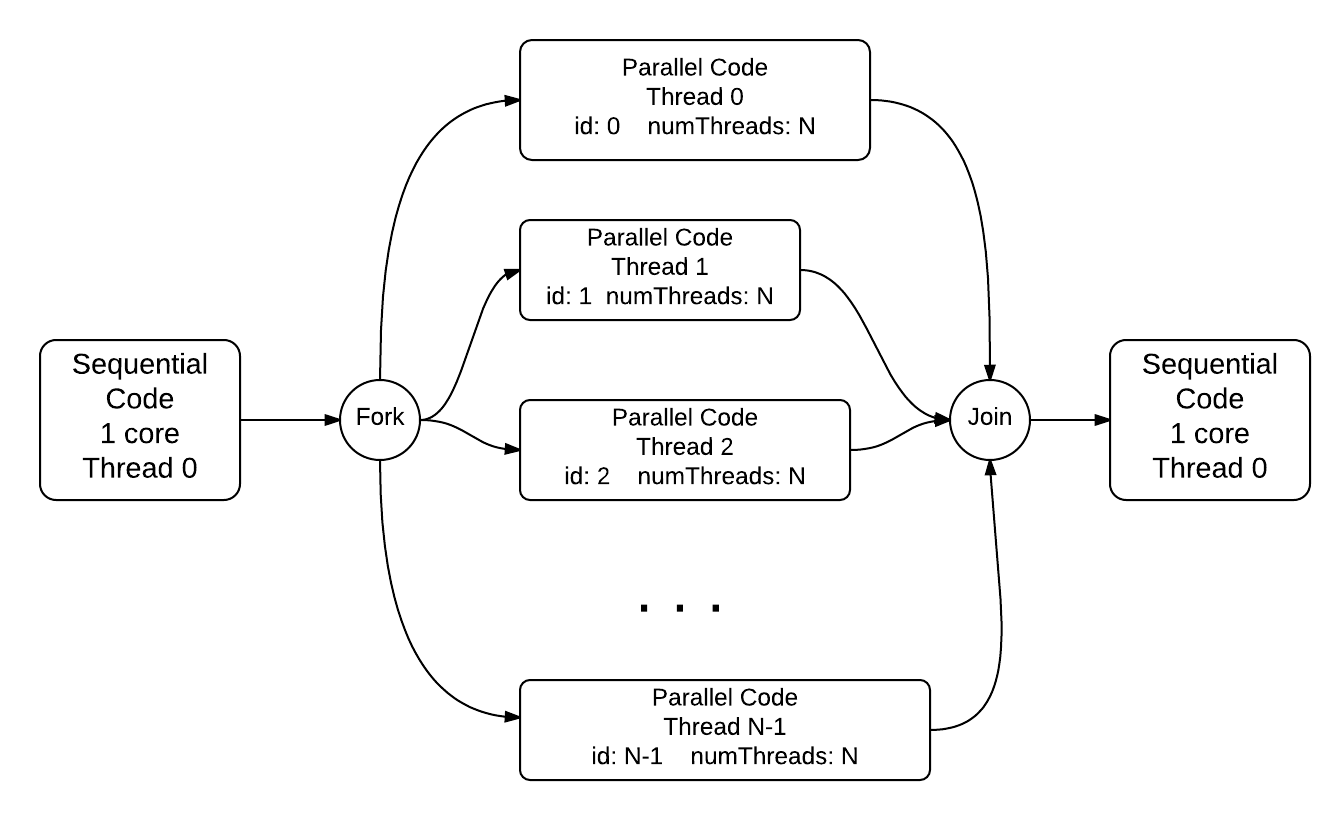 Sequential
Code
1 core
Thread 0
Fork
Parallel Code
Thread 0
id: 0    numThreads: N
Parallel Code
Thread 1
id: 1  numThreads: N
Parallel Code
Thread 2
id: 2    numThreads: N
. . .
Parallel Code
Thread N-1
id: N-1    numThreads: N
Join
Sequential
Code
1 core
Thread 0